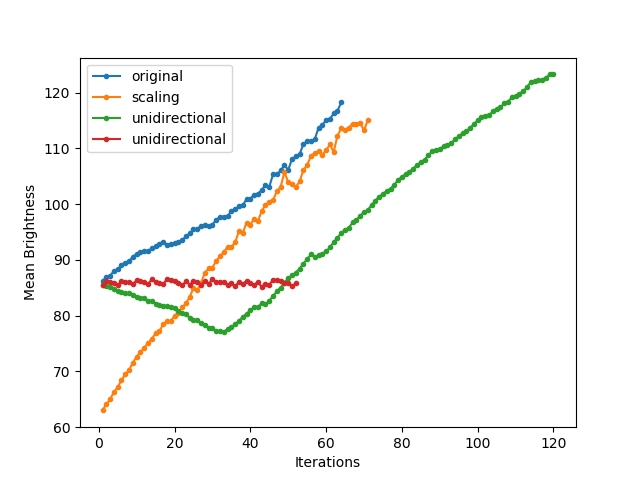 original
scaling
unidirectional
unidirectional
120
110
100
90
80
70
60
Mean Brightness
0 20 40 60 80 100 120
Iterations